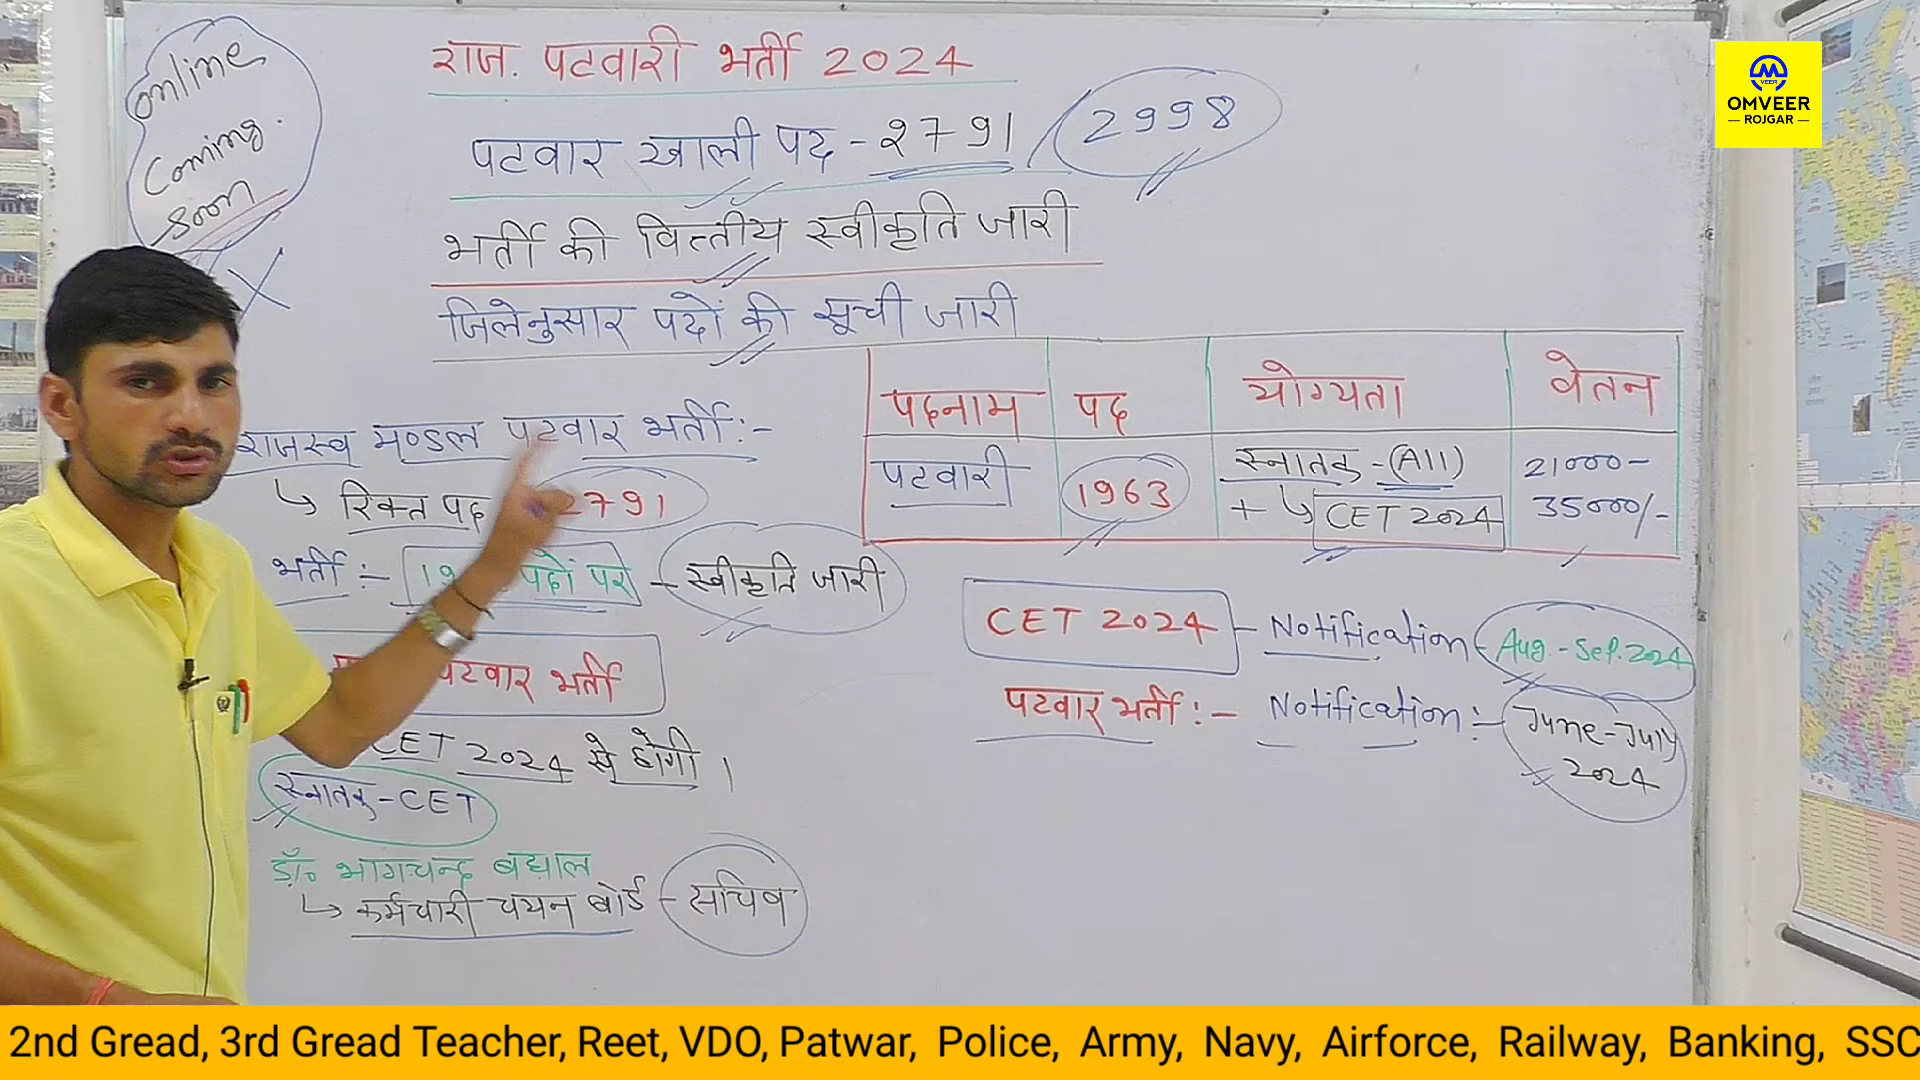 Online
Coming.
soon
राज. पटवारी भर्ती 2024
पटवार खाली पद - 2791 / 2998
भर्ती की वित्तीय स्वीकृति जारी
जिलेनुसार पदों की सूची जारी
राजस्व मण्डल पटवार भर्ती :-
↳ रिक्त पद 2791
भर्ती :- पदों पर - स्वीकृति जारी
पटवार भर्ती
CET 2024 से होगी ।
स्नातक - CET
डॉ० भागचन्द बधाल
↳ कर्मचारी चयन बोर्ड - सचिव
पदनाम पद योग्यता वेतन
पटवारी 1963 स्नातक - (All) 21000-
+ ↳ CET 2024 35000/-
CET 2024 - Notification - Aug. - Sep. 2024
पटवार भर्ती :- Notification :- June - July
2024
VEER
OMVEER
— ROJGAR —
2nd Gread, 3rd Gread Teacher, Reet, VDO, Patwar, Police, Army, Navy, Airforce, Railway, Banking, SSC